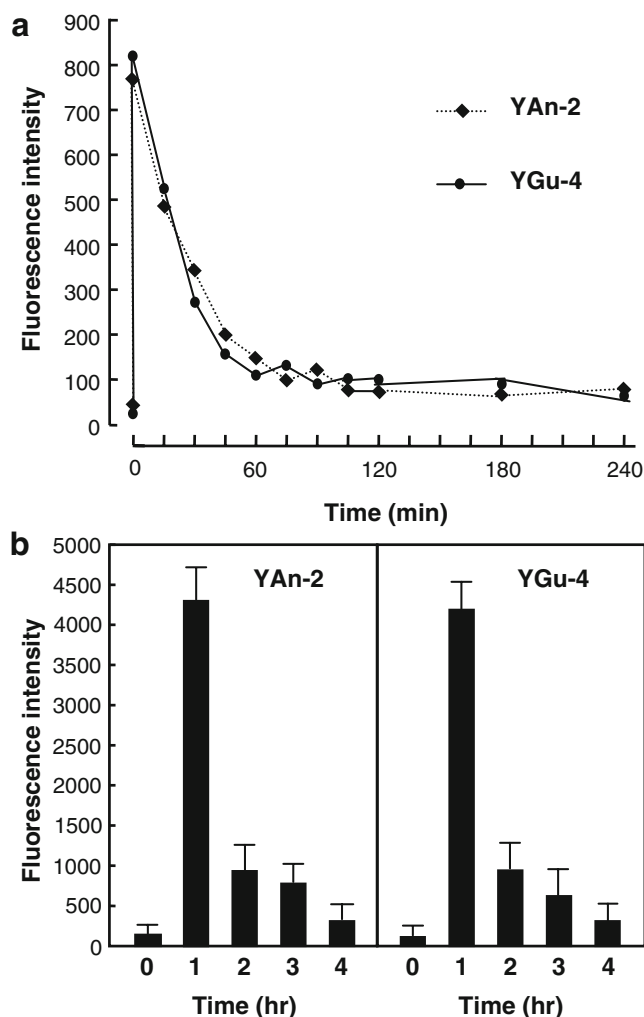 a
Fluorescence intensity
900
800
700
600
500
400
300
200
100
0
YAn-2
YGu-4
0 60 120 180 240
Time (min)
b
Fluorescence intensity
5000
4500
4000
3500
3000
2500
2000
1500
1000
500
0
YAn-2 YGu-4
0 1 2 3 4 0 1 2 3 4
Time (hr) Time (hr)